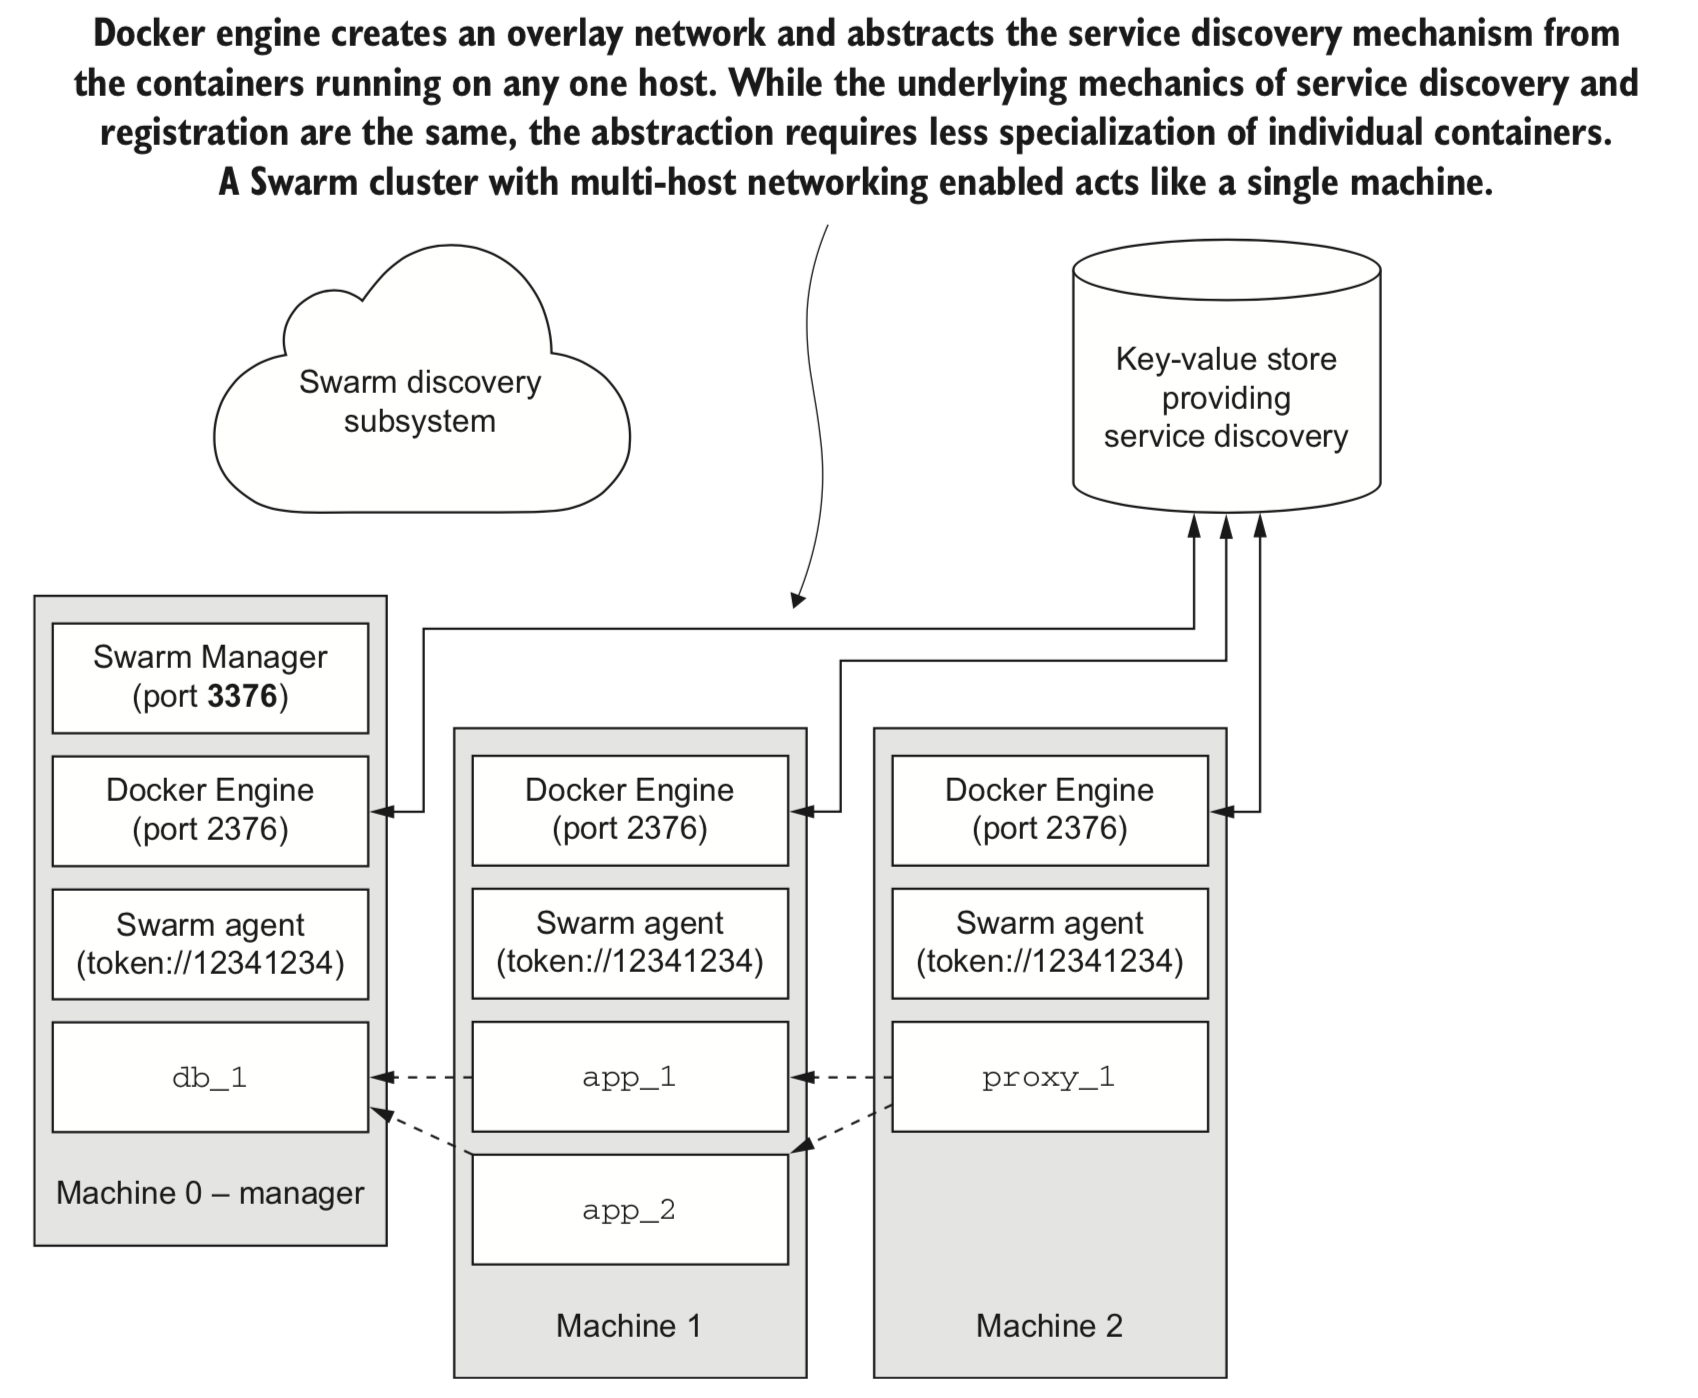 Docker engine creates an overlay network and abstracts the service discovery mechanism from
the containers running on any one host. While the underlying mechanics of service discovery and
registration are the same, the abstraction requires less specialization of individual containers.
A Swarm cluster with multi-host networking enabled acts like a single machine.
Swarm discovery
subsystem
Key-value store
providing
service discovery
Swarm Manager
(port 3376)
Docker Engine
(port 2376)
Swarm agent
(token://12341234)
db_1
Machine 0 – manager
Docker Engine
(port 2376)
Swarm agent
(token://12341234)
app_1
app_2
Machine 1
Docker Engine
(port 2376)
Swarm agent
(token://12341234)
proxy_1
Machine 2